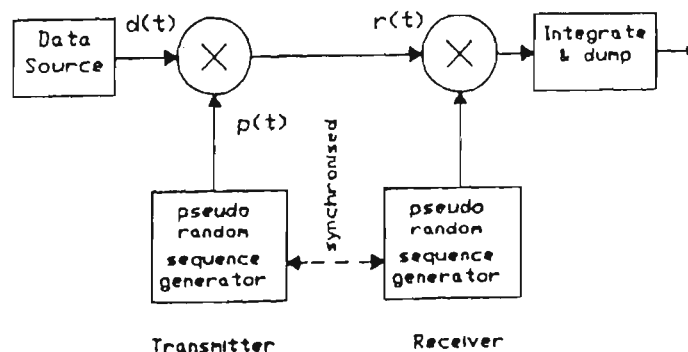 Data
Source
d(t)
r(t)
Integrate
& dump
p(t)
synchronised
pseudo
random
sequence
generator
pseudo
random
sequence
generator
Transmitter
Receiver